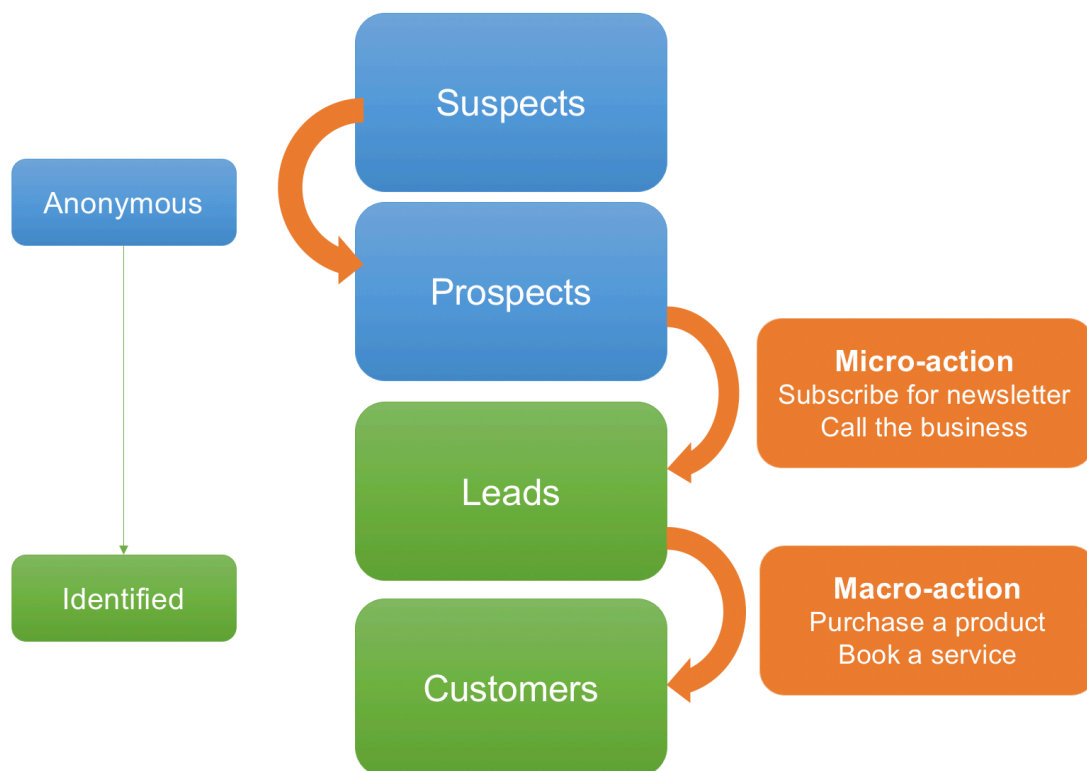 Suspects
Anonymous
Prospects
Micro-action
Subscribe for newsletter
Call the business
Leads
Identified
Macro-action
Purchase a product
Book a service
Customers